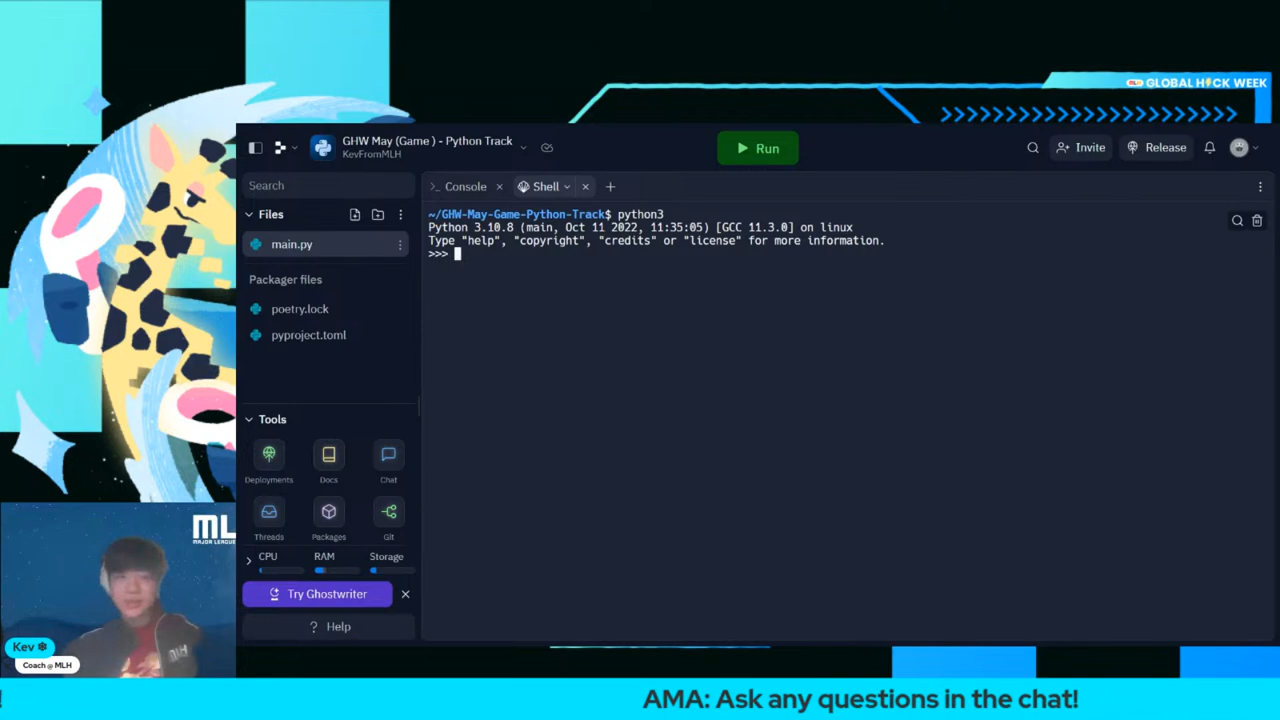 GLOBAL HACK WEEK
GHW May (Game ) - Python Track
KevFromMLH
Run
Invite
Release
Search
Console
Shell
Files
main.py
Packager files
poetry.lock
pyproject.toml
~/GHW-May-Game-Python-Track$ python3
Python 3.10.8 (main, Oct 11 2022, 11:35:05) [GCC 11.3.0] on linux
Type "help", "copyright", "credits" or "license" for more information.
>>>
Tools
Deployments
Docs
Chat
Threads
Packages
Git
CPU
RAM
Storage
Try Ghostwriter
? Help
ML
MAJOR LEAGUE
MLH
Kev
Coach @ MLH
!
AMA: Ask any questions in the chat!